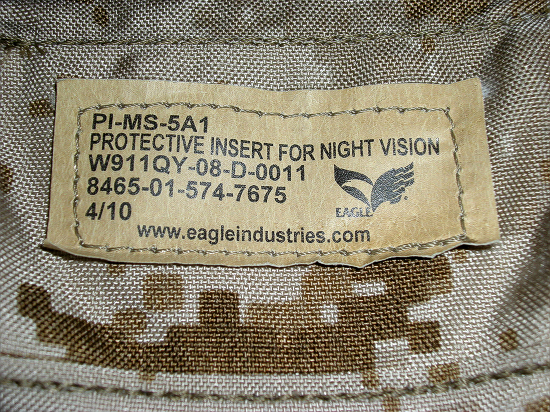 PI-MS-5A1
PROTECTIVE INSERT FOR NIGHT VISION
W911QY-08-D-0011
8465-01-574-7675
4/10
EAGLE
www.eagleindustries.com